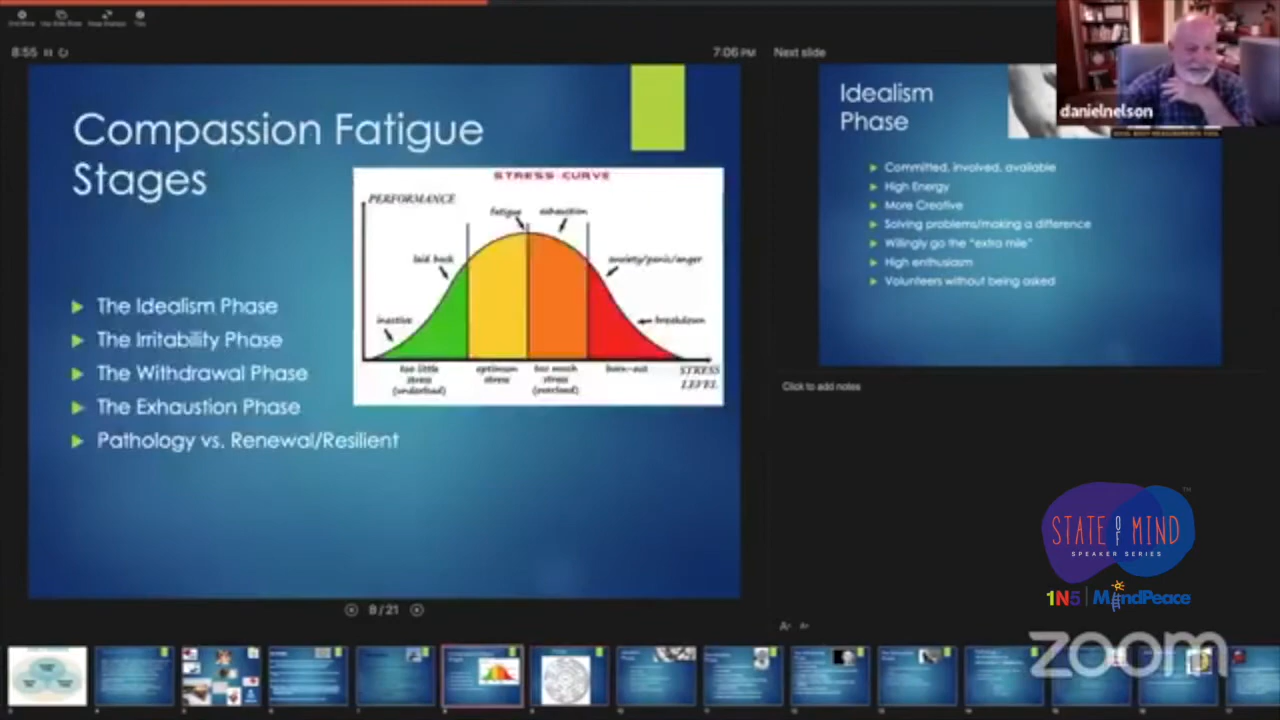 8:55
7:06 PM
Next slide
danielnelson
Compassion Fatigue
Stages
STRESS CURVE
PERFORMANCE
fatigue
exhaustion
laid back
anxiety/panic/anger
inactive
breakdown
too little
stress
(underload)
optimum
stress
too much
stress
(overload)
burn-out
STRESS
LEVEL
The Idealism Phase
The Irritability Phase
The Withdrawal Phase
The Exhaustion Phase
Pathology vs. Renewal/Resilient
Idealism
Phase
Committed, involved, available
High Energy
More Creative
Solving problems/making a difference
Willingly go the "extra mile"
High enthusiasm
Volunteers without being asked
Click to add notes
8/21
STATE OF MIND
SPEAKER SERIES
1N5 | MindPeace
zoom